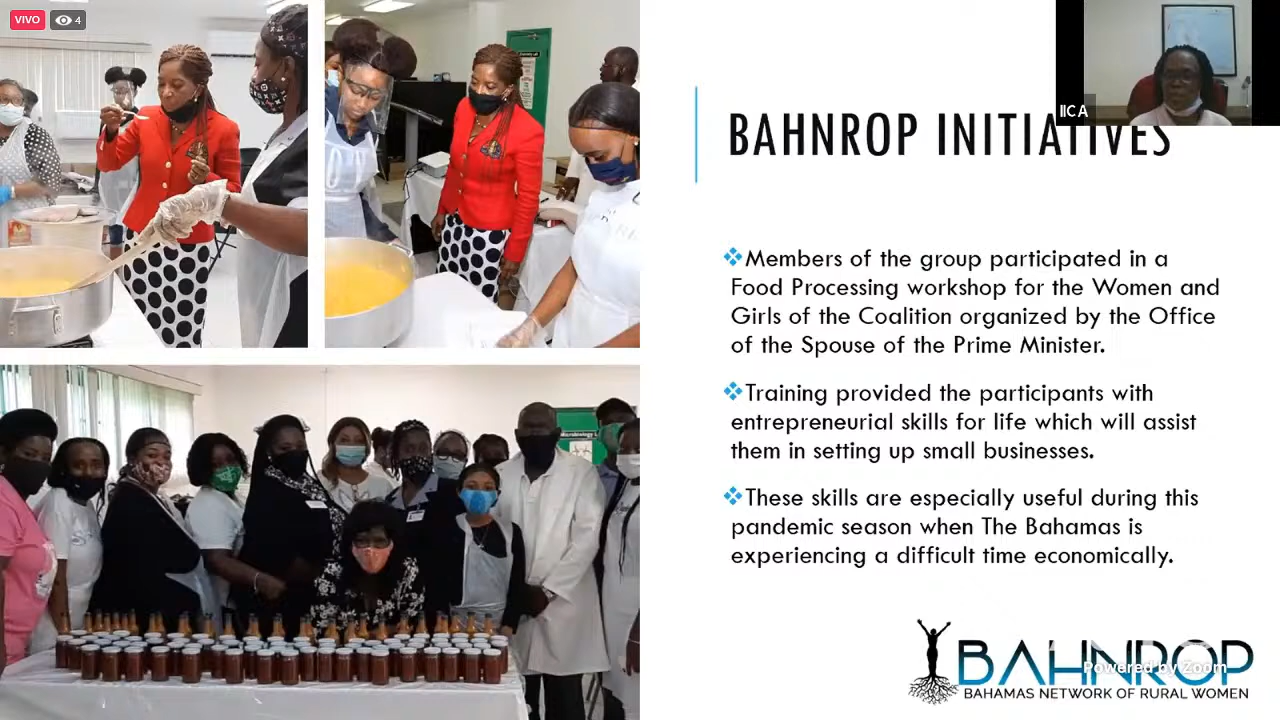 VIVO
4
IICA
BAHNROP INITIATIVES
Members of the group participated in a
Food Processing workshop for the Women and
Girls of the Coalition organized by the Office
of the Spouse of the Prime Minister.
Training provided the participants with
entrepreneurial skills for life which will assist
them in setting up small businesses.
These skills are especially useful during this
pandemic season when The Bahamas is
experiencing a difficult time economically.
BAHNROP
Powered by Zoom
BAHAMAS NETWORK OF RURAL WOMEN